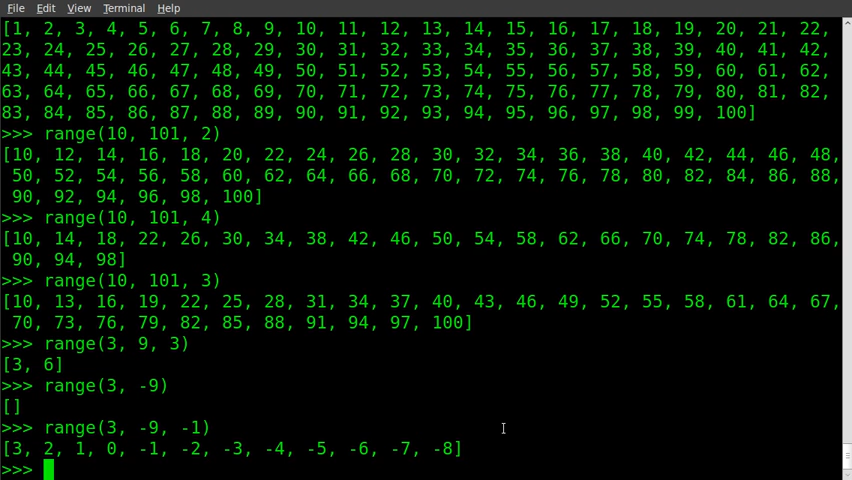 File Edit View Terminal Help
[1, 2, 3, 4, 5, 6, 7, 8, 9, 10, 11, 12, 13, 14, 15, 16, 17, 18, 19, 20, 21, 22,
23, 24, 25, 26, 27, 28, 29, 30, 31, 32, 33, 34, 35, 36, 37, 38, 39, 40, 41, 42,
43, 44, 45, 46, 47, 48, 49, 50, 51, 52, 53, 54, 55, 56, 57, 58, 59, 60, 61, 62,
63, 64, 65, 66, 67, 68, 69, 70, 71, 72, 73, 74, 75, 76, 77, 78, 79, 80, 81, 82,
83, 84, 85, 86, 87, 88, 89, 90, 91, 92, 93, 94, 95, 96, 97, 98, 99, 100]
>>> range(10, 101, 2)
[10, 12, 14, 16, 18, 20, 22, 24, 26, 28, 30, 32, 34, 36, 38, 40, 42, 44, 46, 48,
50, 52, 54, 56, 58, 60, 62, 64, 66, 68, 70, 72, 74, 76, 78, 80, 82, 84, 86, 88,
90, 92, 94, 96, 98, 100]
>>> range(10, 101, 4)
[10, 14, 18, 22, 26, 30, 34, 38, 42, 46, 50, 54, 58, 62, 66, 70, 74, 78, 82, 86,
90, 94, 98]
>>> range(10, 101, 3)
[10, 13, 16, 19, 22, 25, 28, 31, 34, 37, 40, 43, 46, 49, 52, 55, 58, 61, 64, 67,
70, 73, 76, 79, 82, 85, 88, 91, 94, 97, 100]
>>> range(3, 9, 3)
[3, 6]
>>> range(3, -9)
[]
>>> range(3, -9, -1)
[3, 2, 1, 0, -1, -2, -3, -4, -5, -6, -7, -8]
>>>